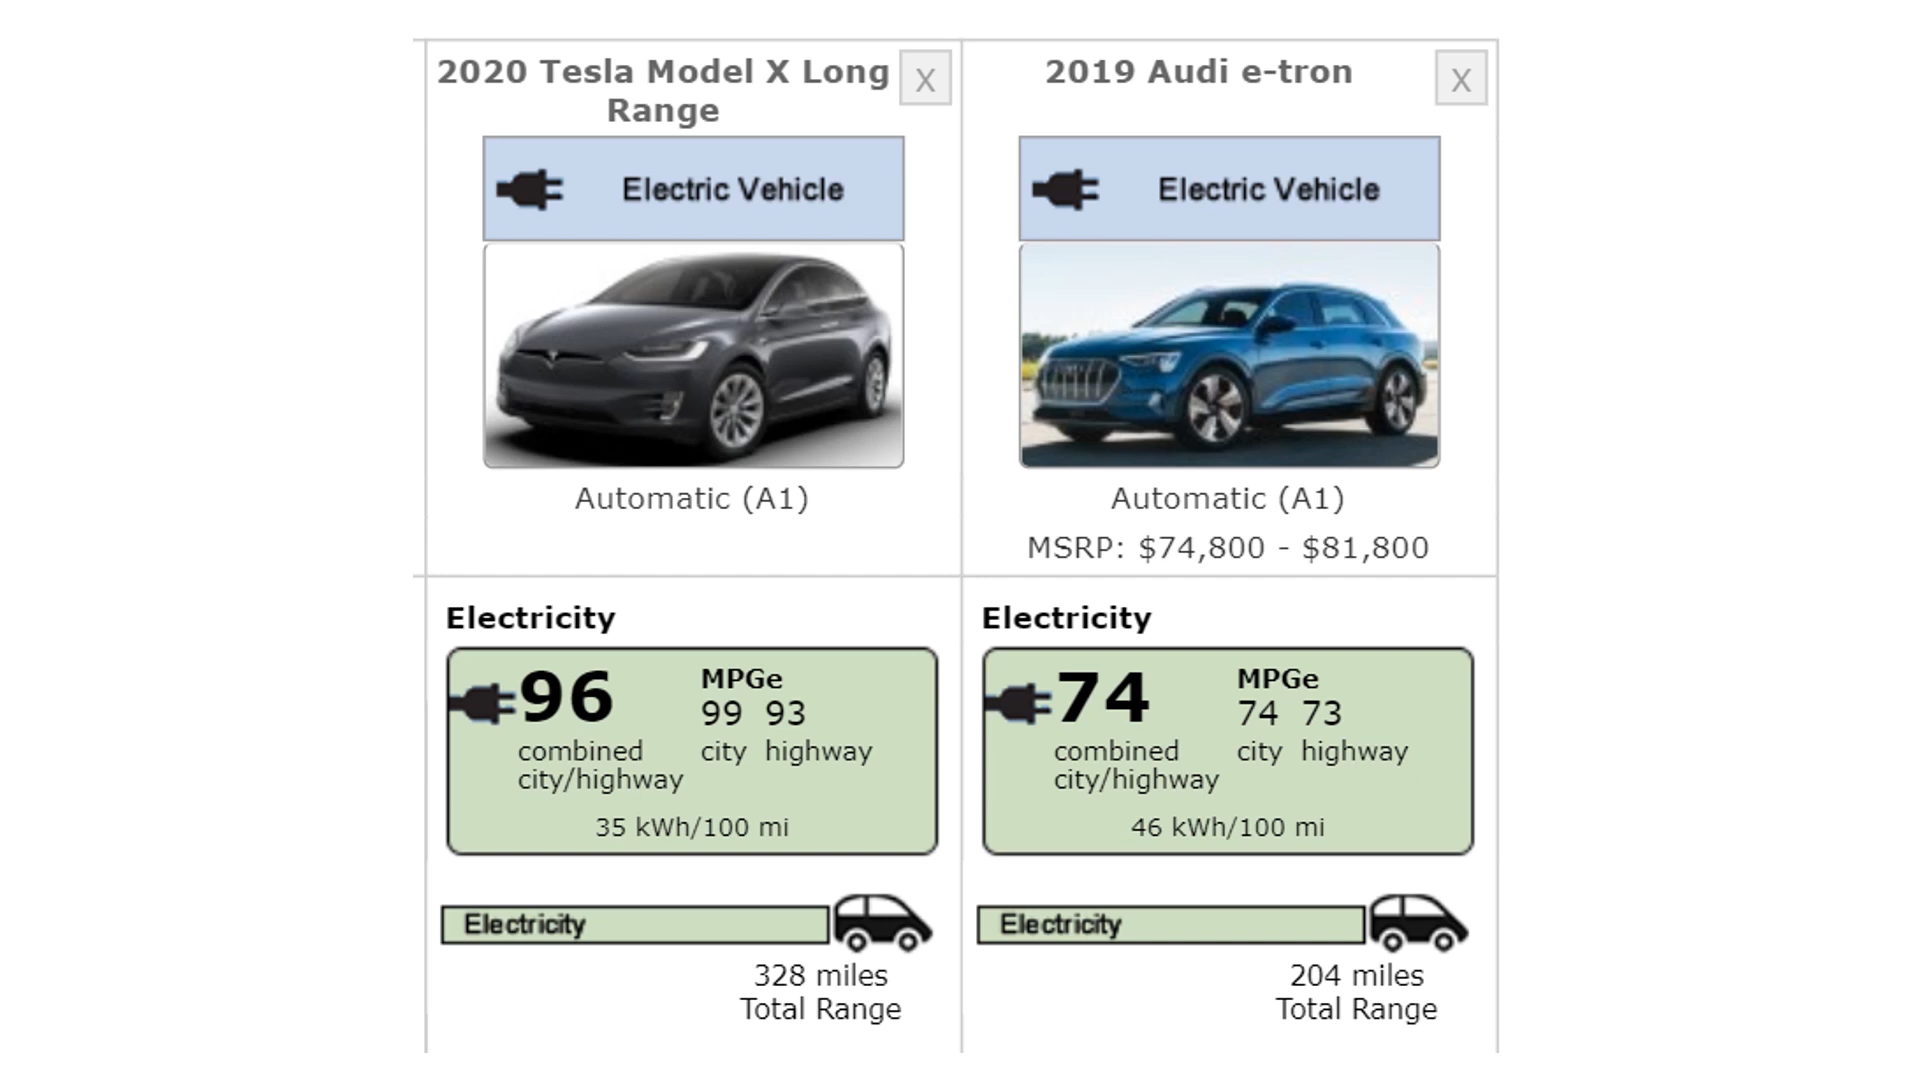 2020 Tesla Model X Long
Range
X
Electric Vehicle
Automatic (A1)
2019 Audi e-tron
X
Electric Vehicle
Automatic (A1)
MSRP: $74,800 - $81,800
Electricity
96
combined
city/highway
MPGe
99 93
city highway
35 kWh/100 mi
Electricity
328 miles
Total Range
Electricity
74
combined
city/highway
MPGe
74 73
city highway
46 kWh/100 mi
Electricity
204 miles
Total Range